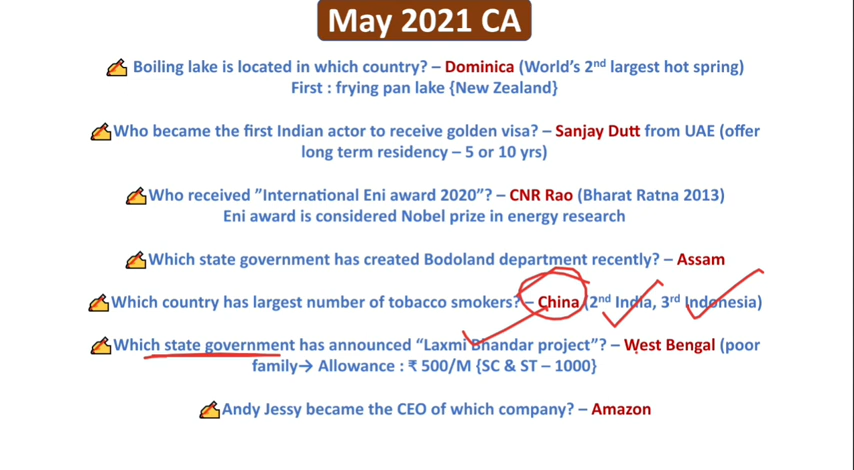 May 2021 CA
Boiling lake is located in which country? – Dominica (World's 2nd largest hot spring)
First : frying pan lake {New Zealand}
Who became the first Indian actor to receive golden visa? – Sanjay Dutt from UAE (offer
long term residency – 5 or 10 yrs)
Who received "International Eni award 2020"? – CNR Rao (Bharat Ratna 2013)
Eni award is considered Nobel prize in energy research
Which state government has created Bodoland department recently? – Assam
Which country has largest number of tobacco smokers? – China (2nd India, 3rd Indonesia)
Which state government has announced “Laxmi Bhandar project”? – West Bengal (poor
family→ Allowance : ₹ 500/M {SC & ST – 1000}
Andy Jessy became the CEO of which company? – Amazon